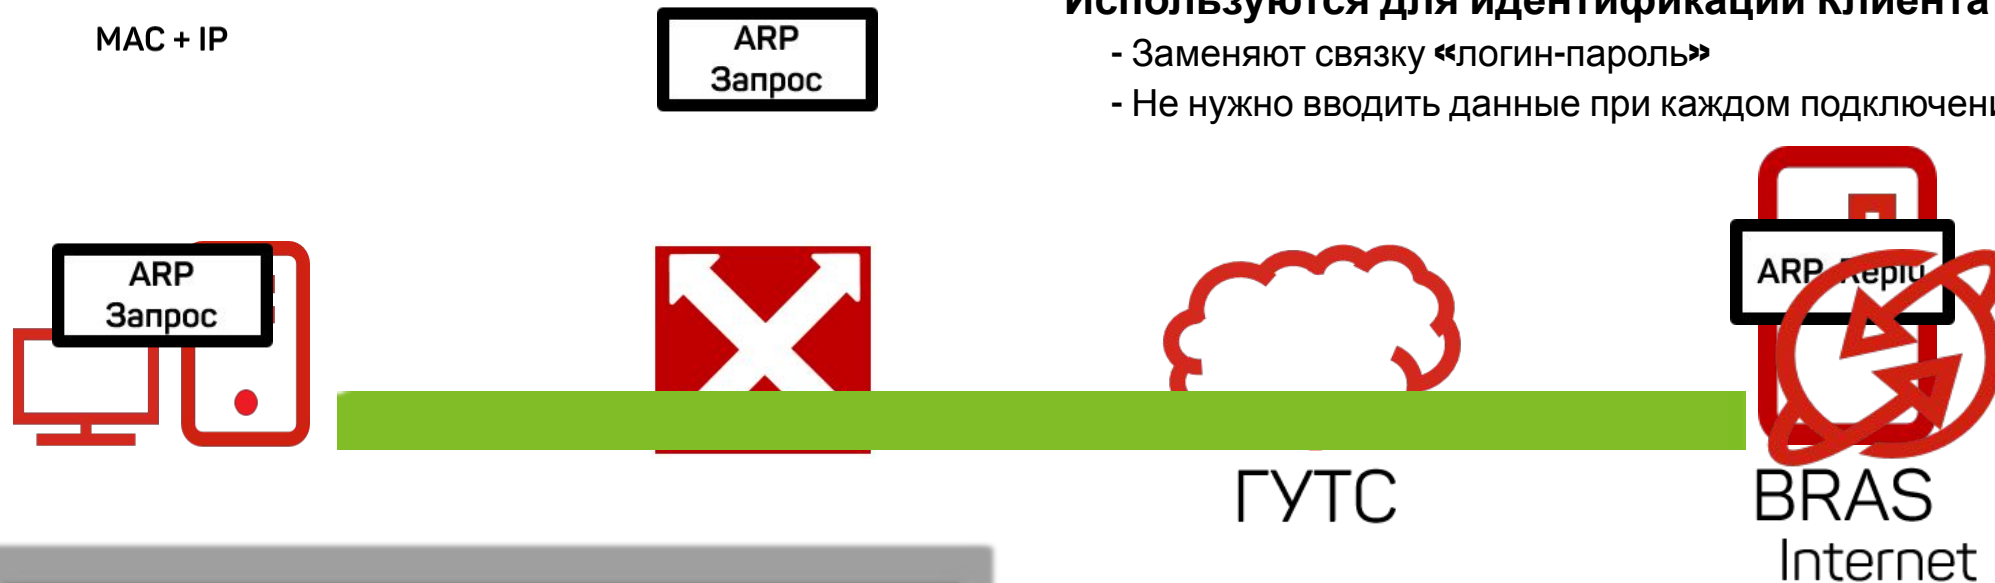 MAC + IP
ARP
Запрос
Используются для идентификации Клиента
- Заменяют связку «логин-пароль»
- Не нужно вводить данные при каждом
ARP
Запрос
ARP Reply
ГУТС
BRAS
Internet